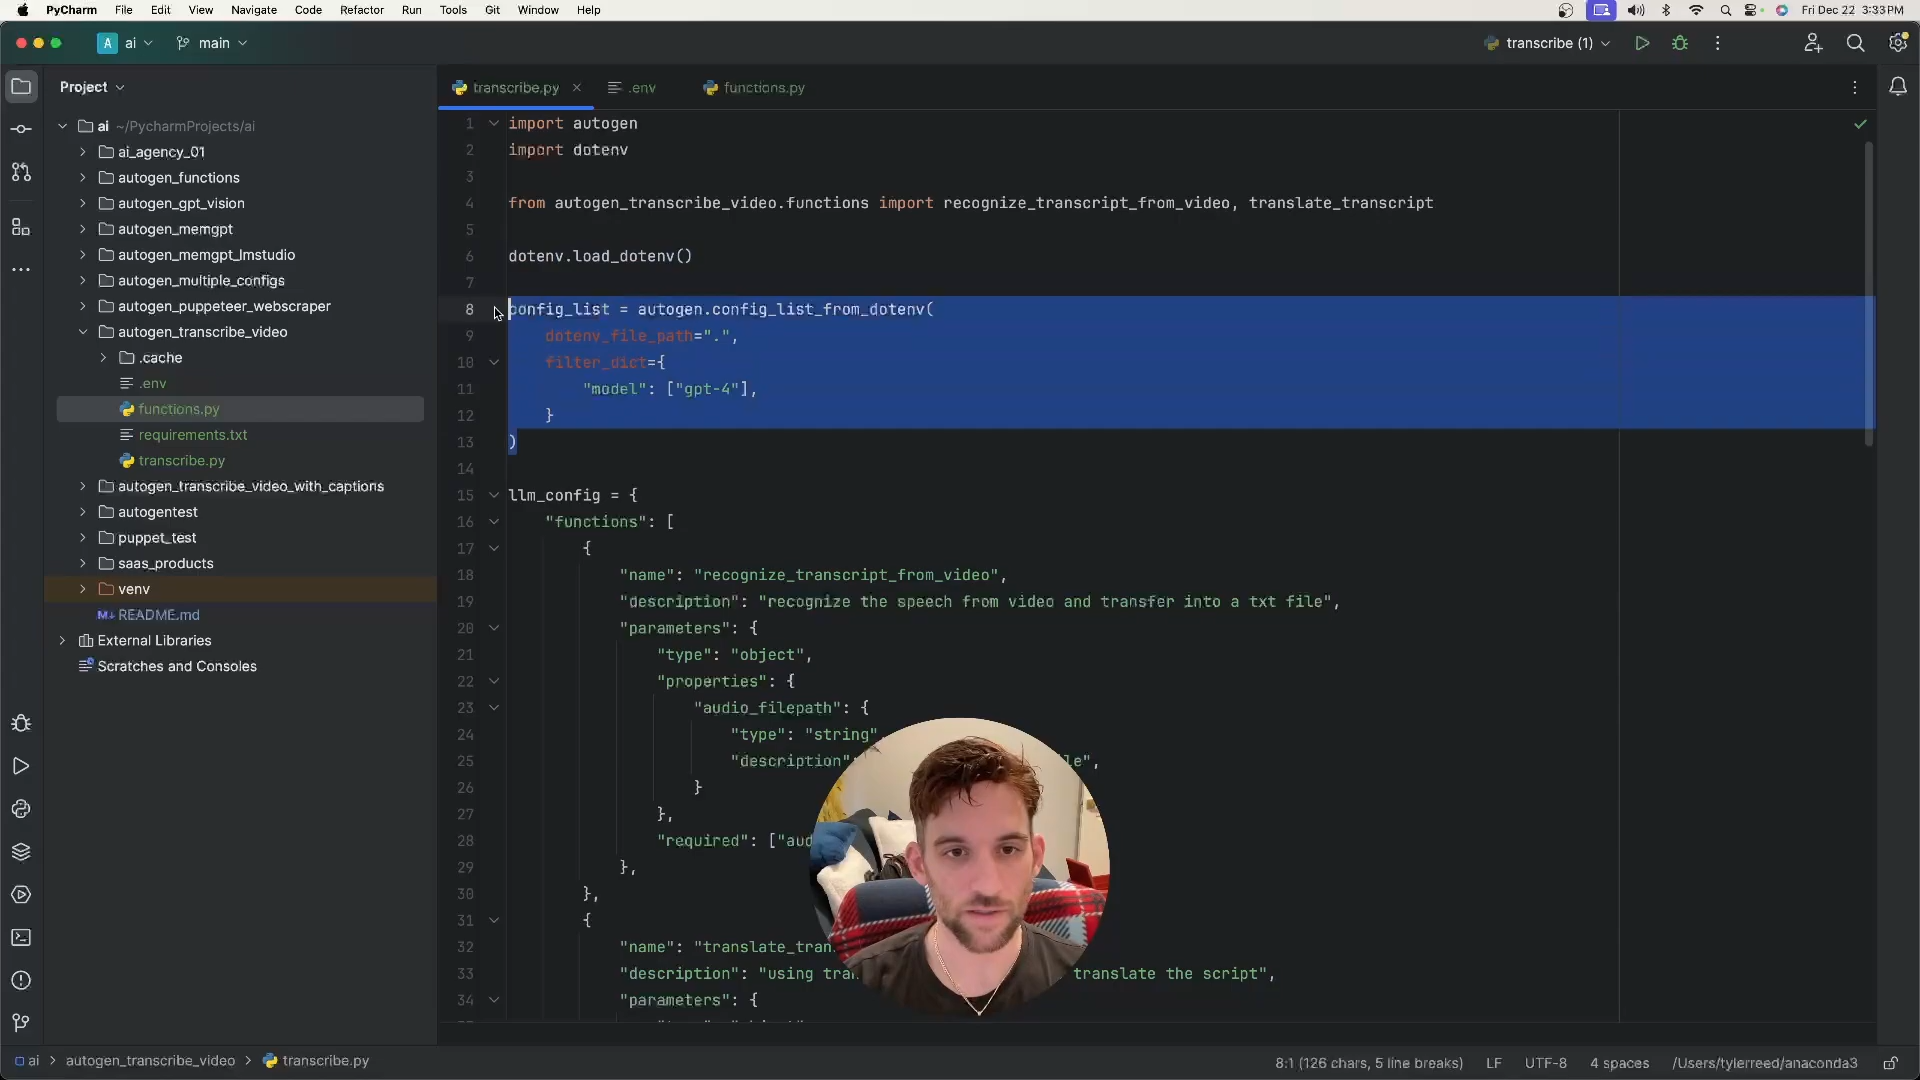 PyCharm File Edit View Navigate Code Refactor Run Tools Git Window Help Fri Dec 22 3:33 PM
A ai main transcribe (1)
Project transcribe.py .env functions.py
ai ~/PycharmProjects/ai
ai_agency_01
autogen_functions
autogen_gpt_vision
autogen_memgpt
autogen_memgpt_lmstudio
autogen_multiple_configs
autogen_puppeteer_webscraper
autogen_transcribe_video
.cache
.env
functions.py
requirements.txt
transcribe.py
autogen_transcribe_video_with_captions
autogentest
puppet_test
saas_products
venv
README.md
External Libraries
Scratches and Consoles
1 import autogen
2 import dotenv
3
4 from autogen_transcribe_video.functions import recognize_transcript_from_video, translate_transcript
5
6 dotenv.load_dotenv()
7
8 config_list = autogen.config_list_from_dotenv(
9 dotenv_file_path=".",
10 filter_dict={
11 "model": ["gpt-4"],
12 }
13 )
14
15 llm_config = {
16 "functions": [
17 {
18 "name": "recognize_transcript_from_video",
19 "description": "recognize the speech from video and transfer into a txt file",
20 "parameters": {
21 "type": "object",
22 "properties": {
23 "audio_filepath": {
24 "type": "string",
25 "description": le",
26 }
27 },
28 "required": ["aud
29 },
30 },
31 {
32 "name": "translate_tran
33 "description": "using tran translate the script",
34 "parameters": {
ai > autogen_transcribe_video > transcribe.py 8:1 (126 chars, 5 line breaks) LF UTF-8 4 spaces /Users/tylerreed/anaconda3